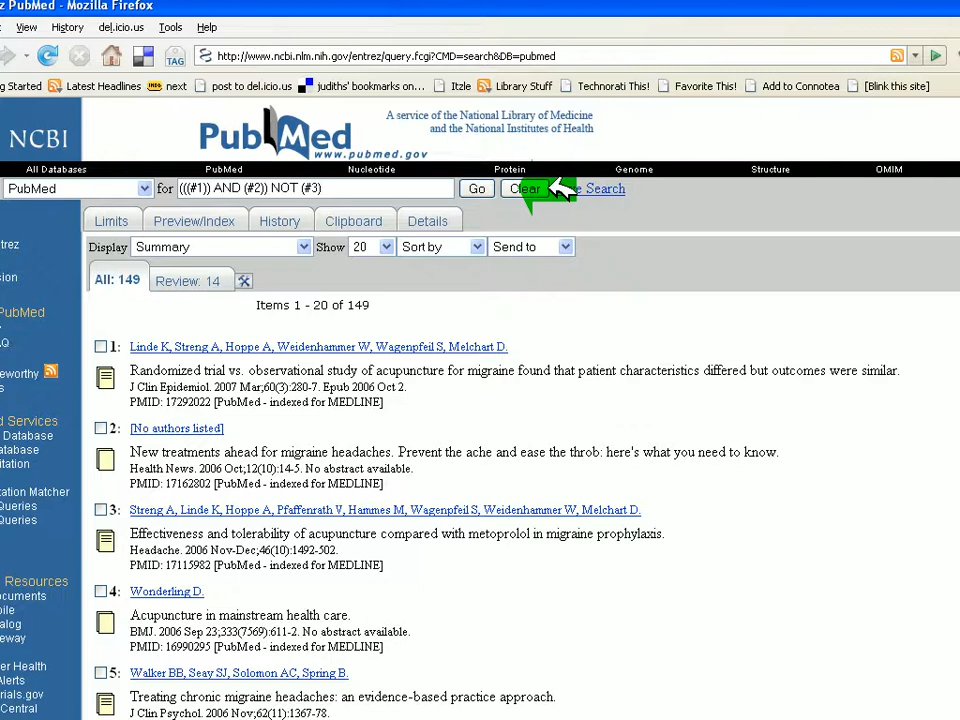 z PubMed - Mozilla Firefox
View History del.icio.us Tools Help
TAG http://www.ncbi.nlm.nih.gov/entrez/query.fcgi?CMD=search&DB=pubmed
g Started Latest Headlines next post to del.icio.us judiths' bookmarks on... Itzle Library Stuff Technorati This! Favorite This! Add to Connotea [Blink this site]
NCBI
PubMed
www.pubmed.gov
A service of the National Library of Medicine
and the National Institutes of Health
All Databases PubMed Nucleotide Protein Genome Structure OMIM
PubMed for (((#1)) AND (#2)) NOT (#3) Go Clear Search
Limits Preview/Index History Clipboard Details
Display Summary Show 20 Sort by Send to
All: 149 Review: 14
Items 1 - 20 of 149
1: Linde K, Streng A, Hoppe A, Weidenhammer W, Wagenpfeil S, Melchart D.
Randomized trial vs. observational study of acupuncture for migraine found that patient characteristics differed but outcomes were similar.
J Clin Epidemiol. 2007 Mar;60(3):280-7. Epub 2006 Oct 2.
PMID: 17292022 [PubMed - indexed for MEDLINE]
2: [No authors listed]
New treatments ahead for migraine headaches. Prevent the ache and ease the throb: here's what you need to know.
Health News. 2006 Oct;12(10):14-5. No abstract available.
PMID: 17162802 [PubMed - indexed for MEDLINE]
3: Streng A, Linde K, Hoppe A, Pfaffenrath V, Hammes M, Wagenpfeil S, Weidenhammer W, Melchart D.
Effectiveness and tolerability of acupuncture compared with metoprolol in migraine prophylaxis.
Headache. 2006 Nov-Dec;46(10):1492-502.
PMID: 17115982 [PubMed - indexed for MEDLINE]
4: Wonderling D.
Acupuncture in mainstream health care.
BMJ. 2006 Sep 23;333(7569):611-2. No abstract available.
PMID: 16990295 [PubMed - indexed for MEDLINE]
5: Walker BB, Seay SJ, Solomon AC, Spring B.
Treating chronic migraine headaches: an evidence-based practice approach.
J Clin Psychol. 2006 Nov;62(11):1367-78.
trez
sion
PubMed
Q
eworthy
s
d Services
Database
atabase
itation
tation Matcher
Queries
Queries
Resources
ocuments
bile
alog
eway
er Health
Alerts
rials.gov
Central